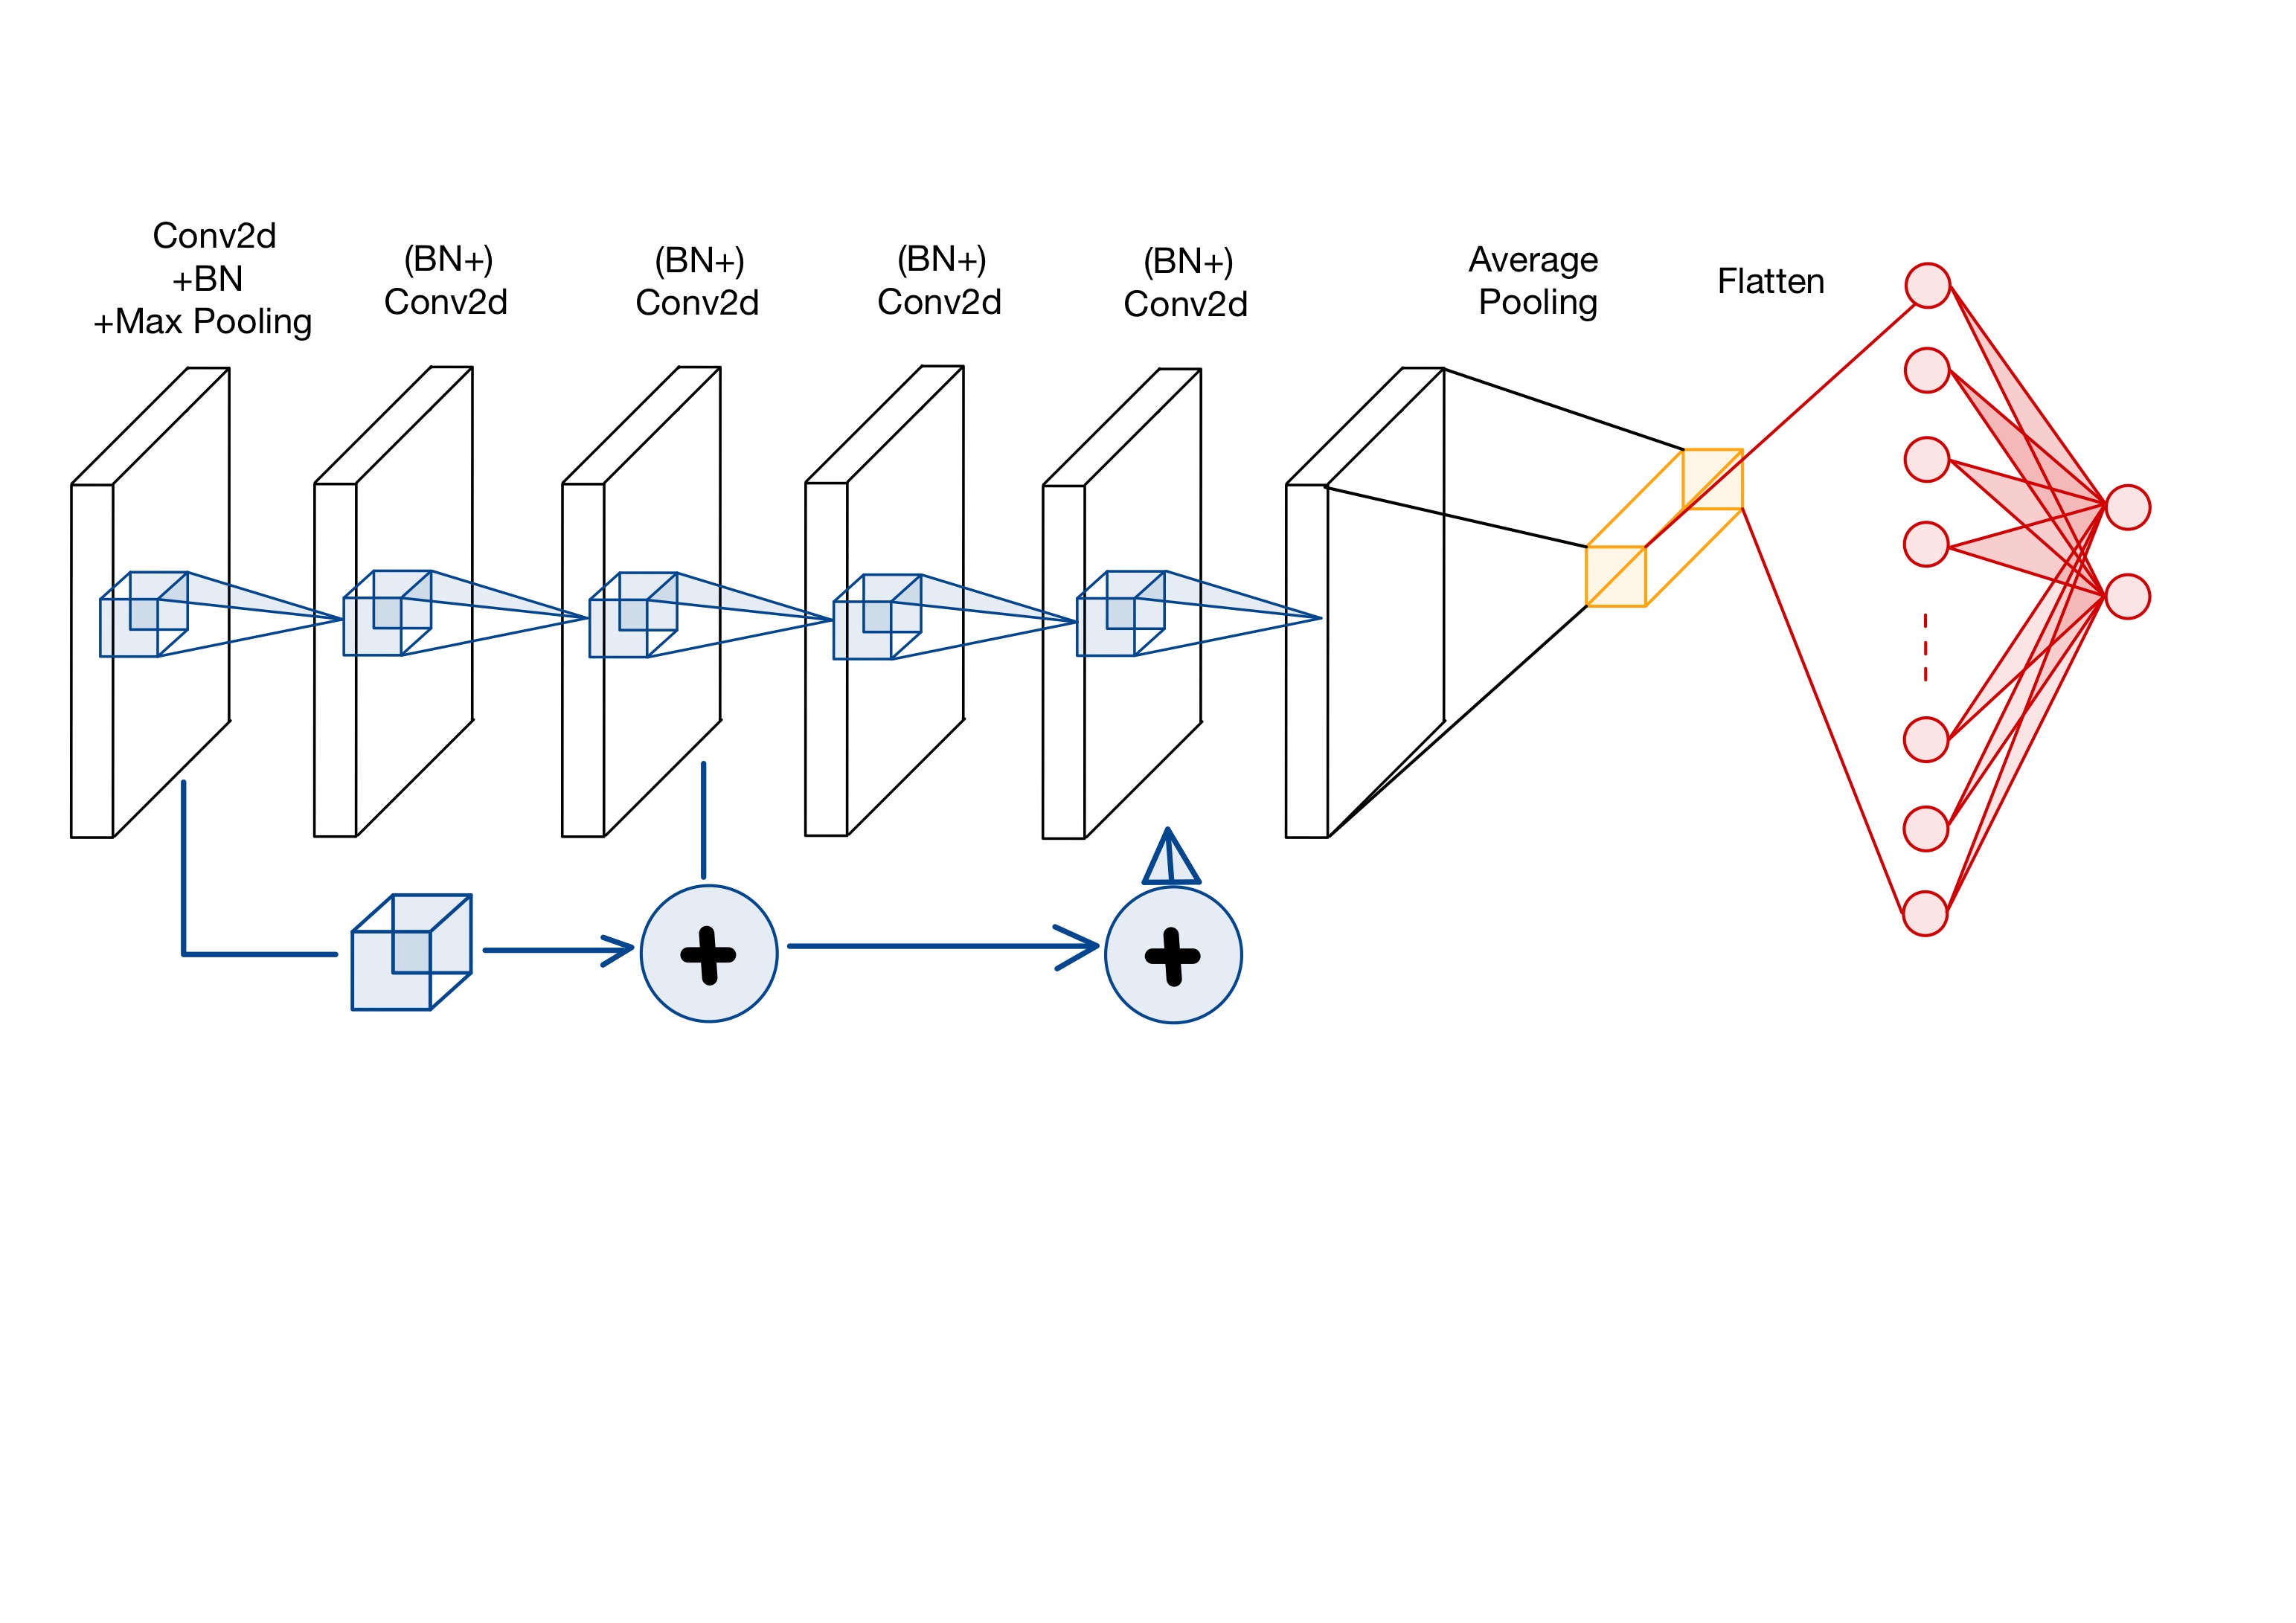 Conv2d
+BN
+Max Pooling
(BN+)
Conv2d
(BN+)
Conv2d
(BN+)
Conv2d
(BN+)
Conv2d
Average
Pooling
Flatten